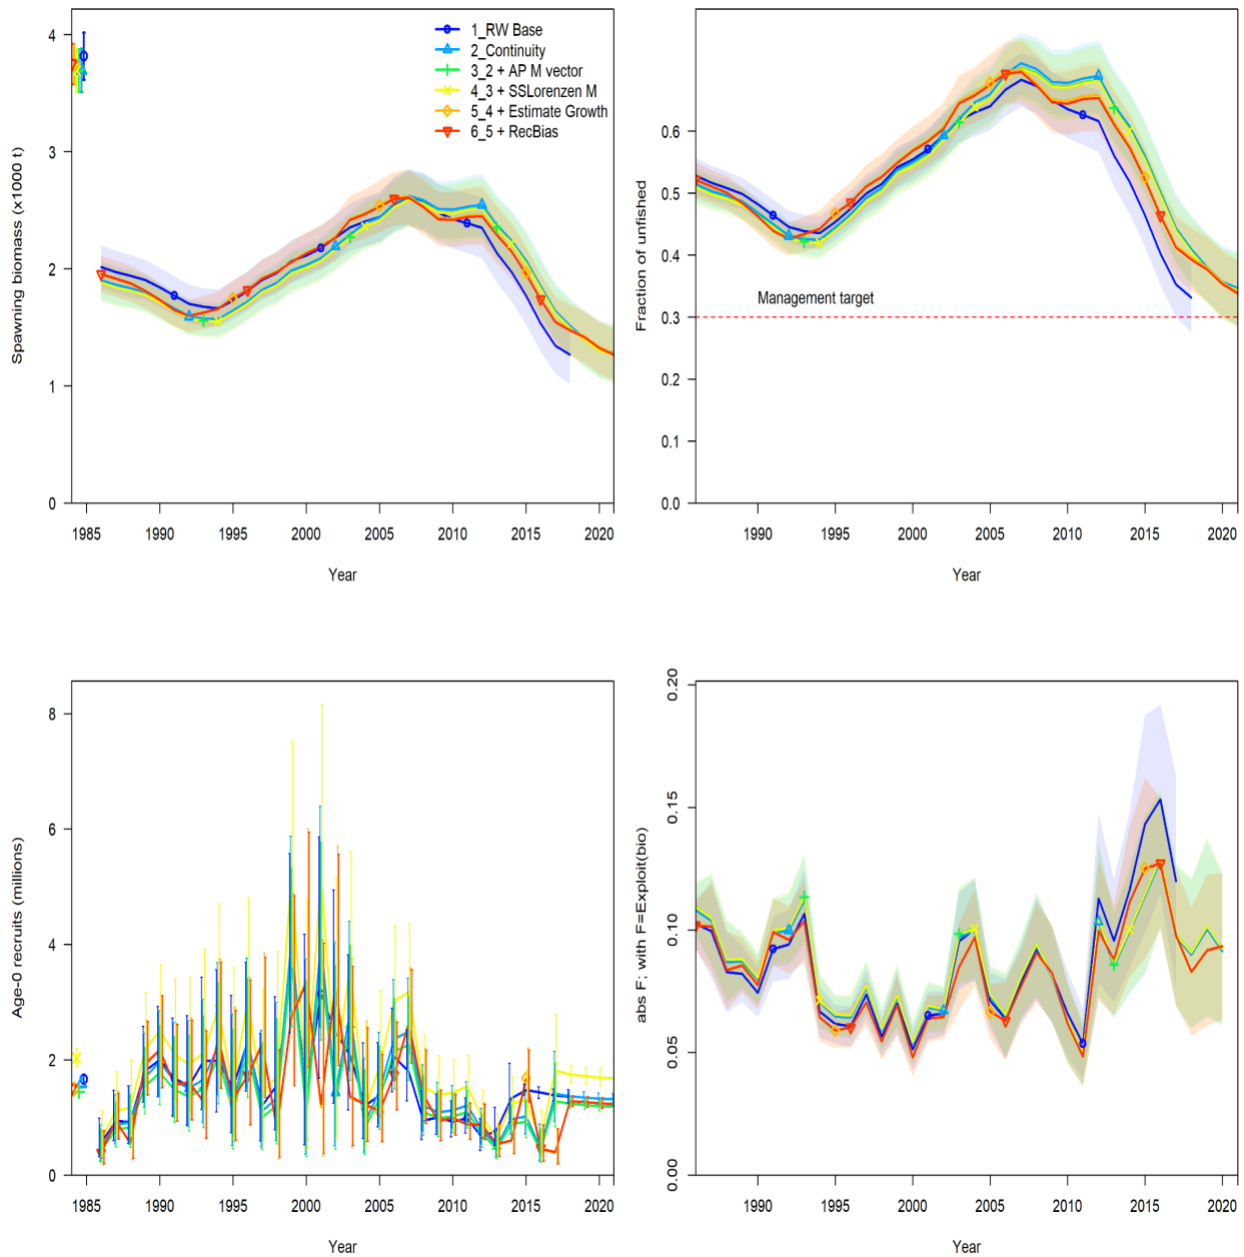 Spawning biomass (x1000 t)
4
3
2
1
0
1_RW Base
2_Continuity
3_2 + AP M vector
4_3 + SSLorenzen M
5_4 + Estimate Growth
6_5 + RecBias
1985 1990 1995 2000 2005 2010 2015 2020
Year
Fraction of unfished
0.6
0.5
0.4
0.3
0.2
0.1
0.0
Management target
1990 1995 2000 2005 2010 2015 2020
Year
Age-0 recruits (millions)
8
6
4
2
0
1985 1990 1995 2000 2005 2010 2015 2020
Year
abs F; with F=Exploit(bio)
0.20
0.15
0.10
0.05
0.00
1990 1995 2000 2005 2010 2015 2020
Year